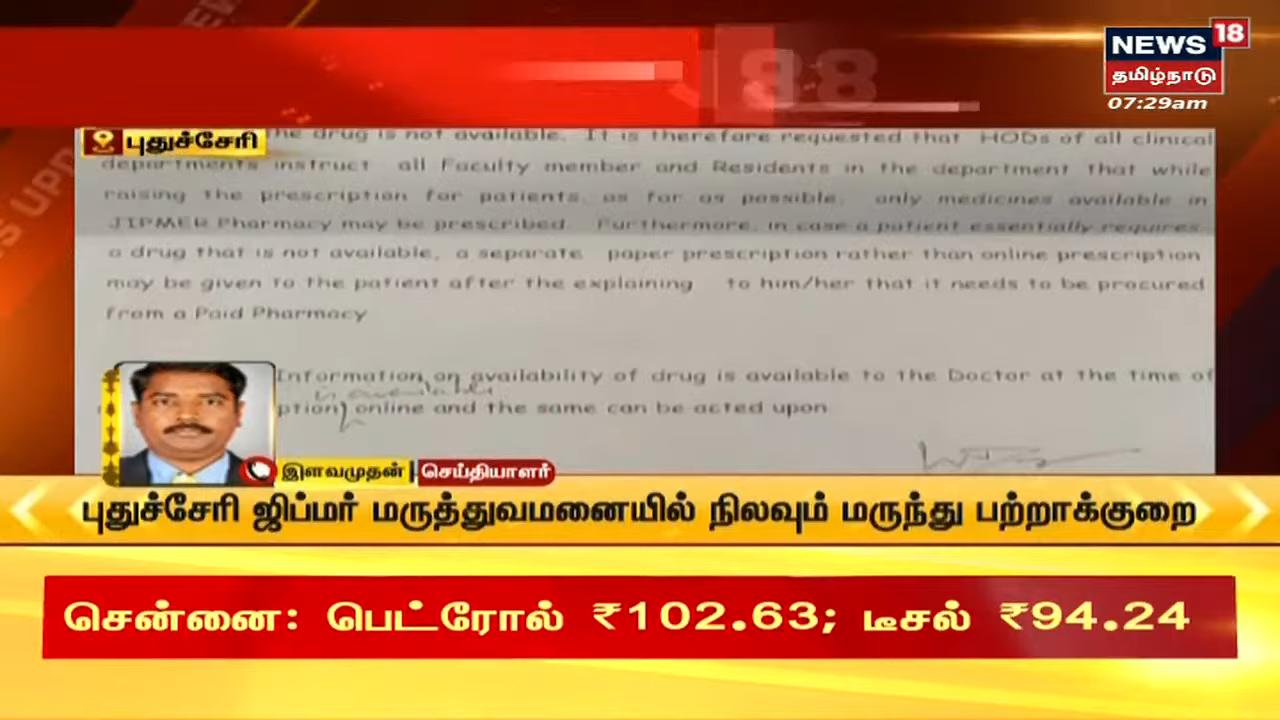 NEWS 18
தமிழ்நாடு
07:29am
புதுச்சேரி
he drug is not available. It is therefore requested that HODs of all clinical
departments instruct all Faculty member and Residents in the department that while
raising the prescription for patients, as far as possible, only medicines available in
JIPMER Pharmacy may be prescribed. Furthermore, in case a patient essentially requires
a drug that is not available, a separate paper prescription rather than online prescription
may be given to the patient after the explaining to him/her that it needs to be procured
from a Paid Pharmacy
Information on availability of drug is available to the Doctor at the time of
is available
ption, online and the same can be acted upon
இளவமுதன் செய்தியாளர்
புதுச்சேரி ஜிப்மர் மருத்துவமனையில் நிலவும் மருந்து பற்றாக்குறை
சென்னை: பெட்ரோல் ₹102.63; டீசல் ₹94.24